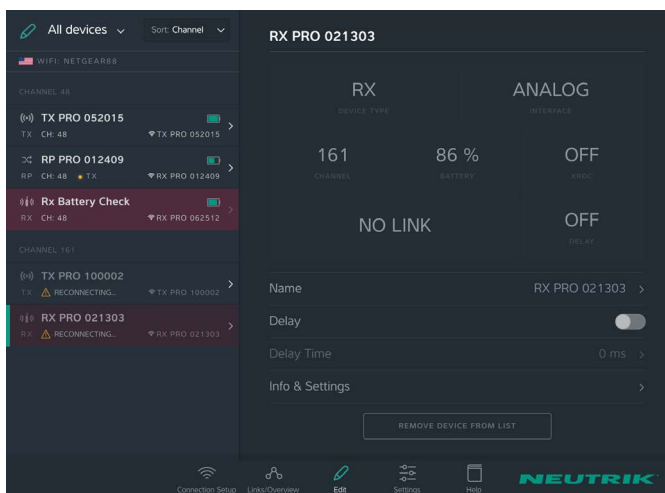 All devices
Sort: Channel
WIFI: NETGEAR88
CHANNEL 48
TX PRO 052015
TX CH: 48 TX PRO 052015
RP PRO 012409
RP CH: 48 TX RX PRO 012409
Rx Battery Check
RX CH: 48 RX PRO 062512
CHANNEL 161
TX PRO 100002
TX RECONNECTING... TX PRO 100002
RX PRO 021303
RX RECONNECTING... RX PRO 021303
RX PRO 021303
RX
DEVICE TYPE
ANALOG
INTERFACE
161
CHANNEL
86 %
BATTERY
OFF
XROC
NO LINK
OFF
DELAY
Name RX PRO 021303
Delay
Delay Time 0 ms
Info & Settings
REMOVE DEVICE FROM LIST
Connection Setup
Links/Overview
Edit
Settings
Help
NEUTRIK